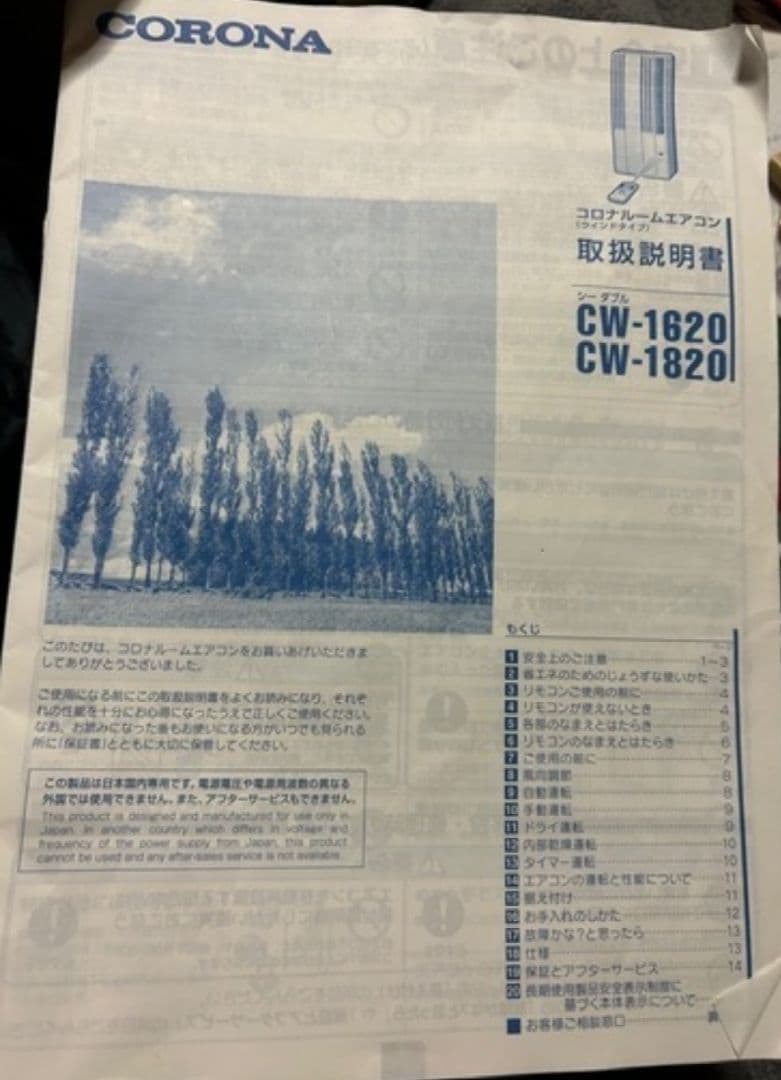 CORONA
コロナルームエアコン
(ウインドタイプ)
取扱説明書
シー ダブル
CW-1620
CW-1820
このたびは、コロナルームエアコンをお買いあげいただきま
してありがとうございました。
ご使用になる前にこの取扱説明書をよくお読みになり、それぞ
れの性能を十分にお心得になったうえで正しくご使用ください。
なお、お読みになった後もお使いになる方がいつでも見られる
所に「保証書」とともに大切に保管してください。
この製品は日本国内専用です。電源電圧や電源周波数の異なる
外国では使用できません。また、アフターサービスもできません。
This product is designed and manufactured for use only in
Japan. In another country which differs in voltage and
frequency of the power supply from Japan, this product
cannot be used and any after-sales service is not available.
もくじ
1 安全上のご注意 1~3
2 省エネのためのじょうずな使いかた 3
3 リモコンご使用の前に 4
4 リモコンが使えないとき 4
5 各部のなまえとはたらき 5
6 リモコンのなまえとはたらき 6
7 ご使用の前に 7
8 風向調節 8
9 自動運転 8
10 手動運転 9
11 ドライ運転 9
12 内部乾燥運転 10
13 タイマー運転 10
14 エアコンの運転と性能について 11
15 据え付け 11
16 お手入れのしかた 12
17 故障かな?と思ったら 13
18 仕様 13
19 保証とアフターサービス 14
20 長期使用製品安全表示制度に
基づく本体表示について
お客様ご相談窓口 裏